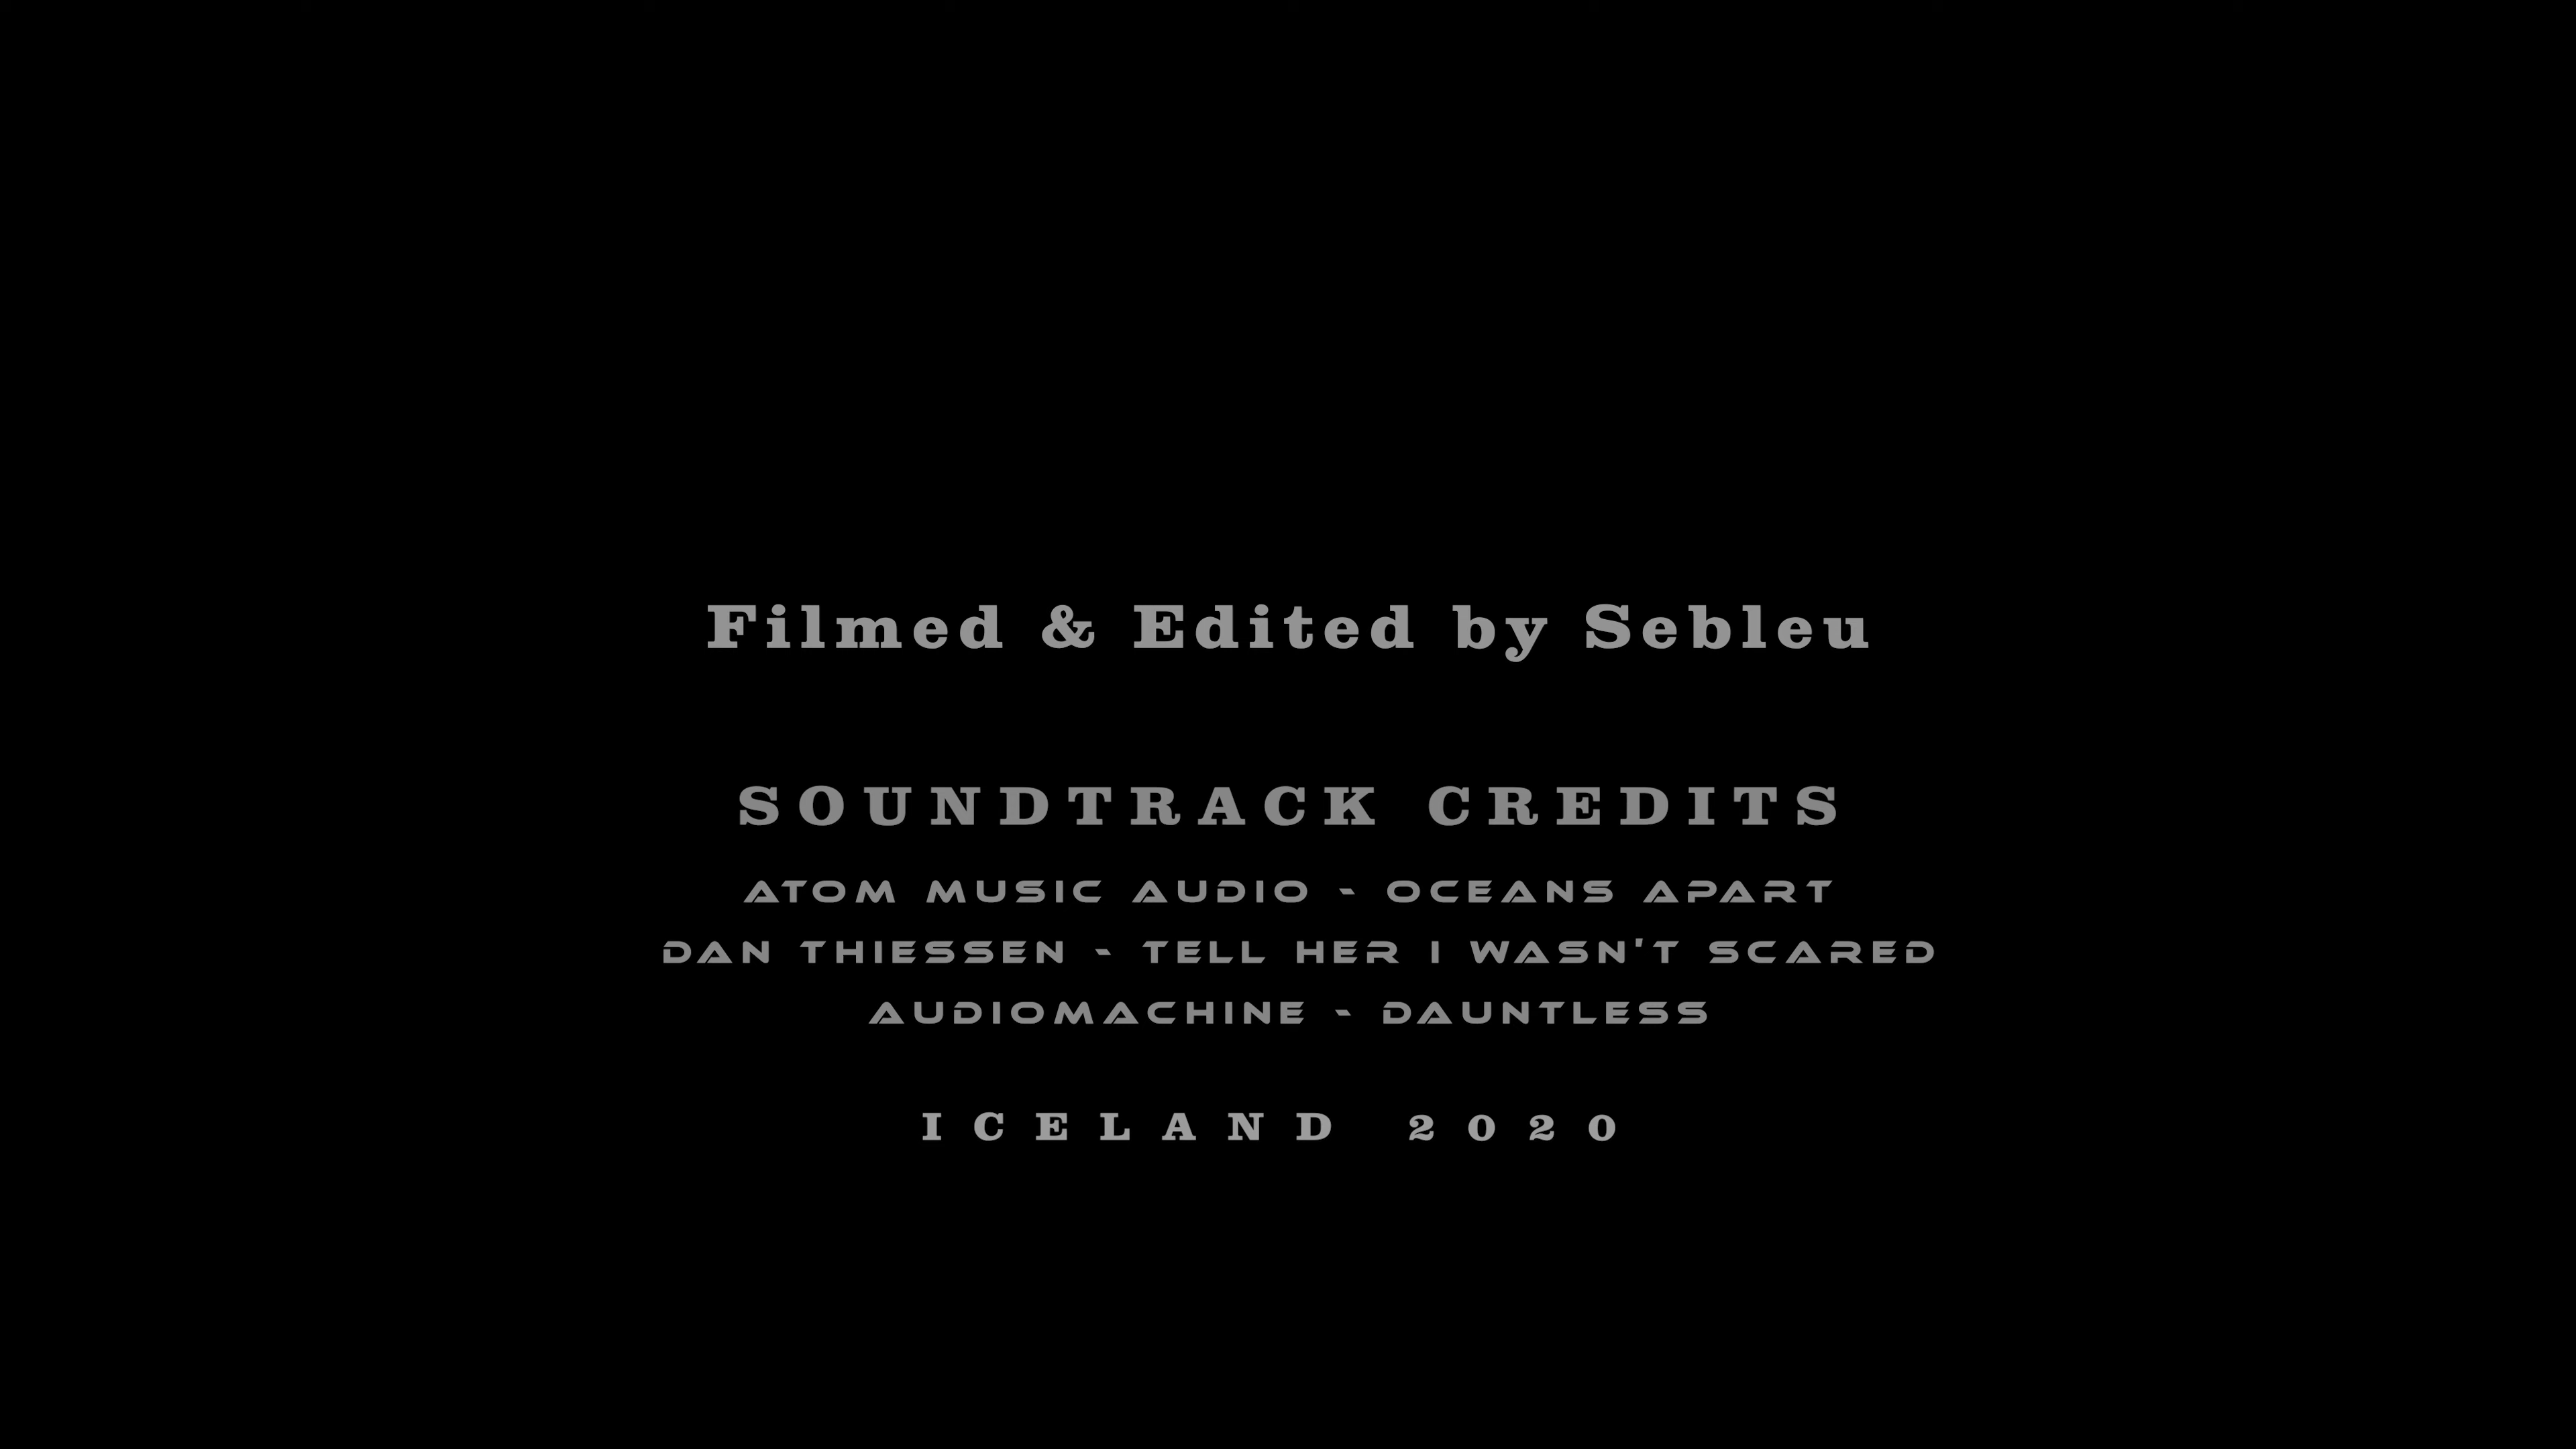 Filmed & Edited by Sebleu
SOUNDTRACK CREDITS
ATOM MUSIC AUDIO - OCEANS APART
DAN THIESSEN - TELL HER I WASN'T SCARED
AUDIOMACHINE - DAUNTLESS
ICELAND 2020